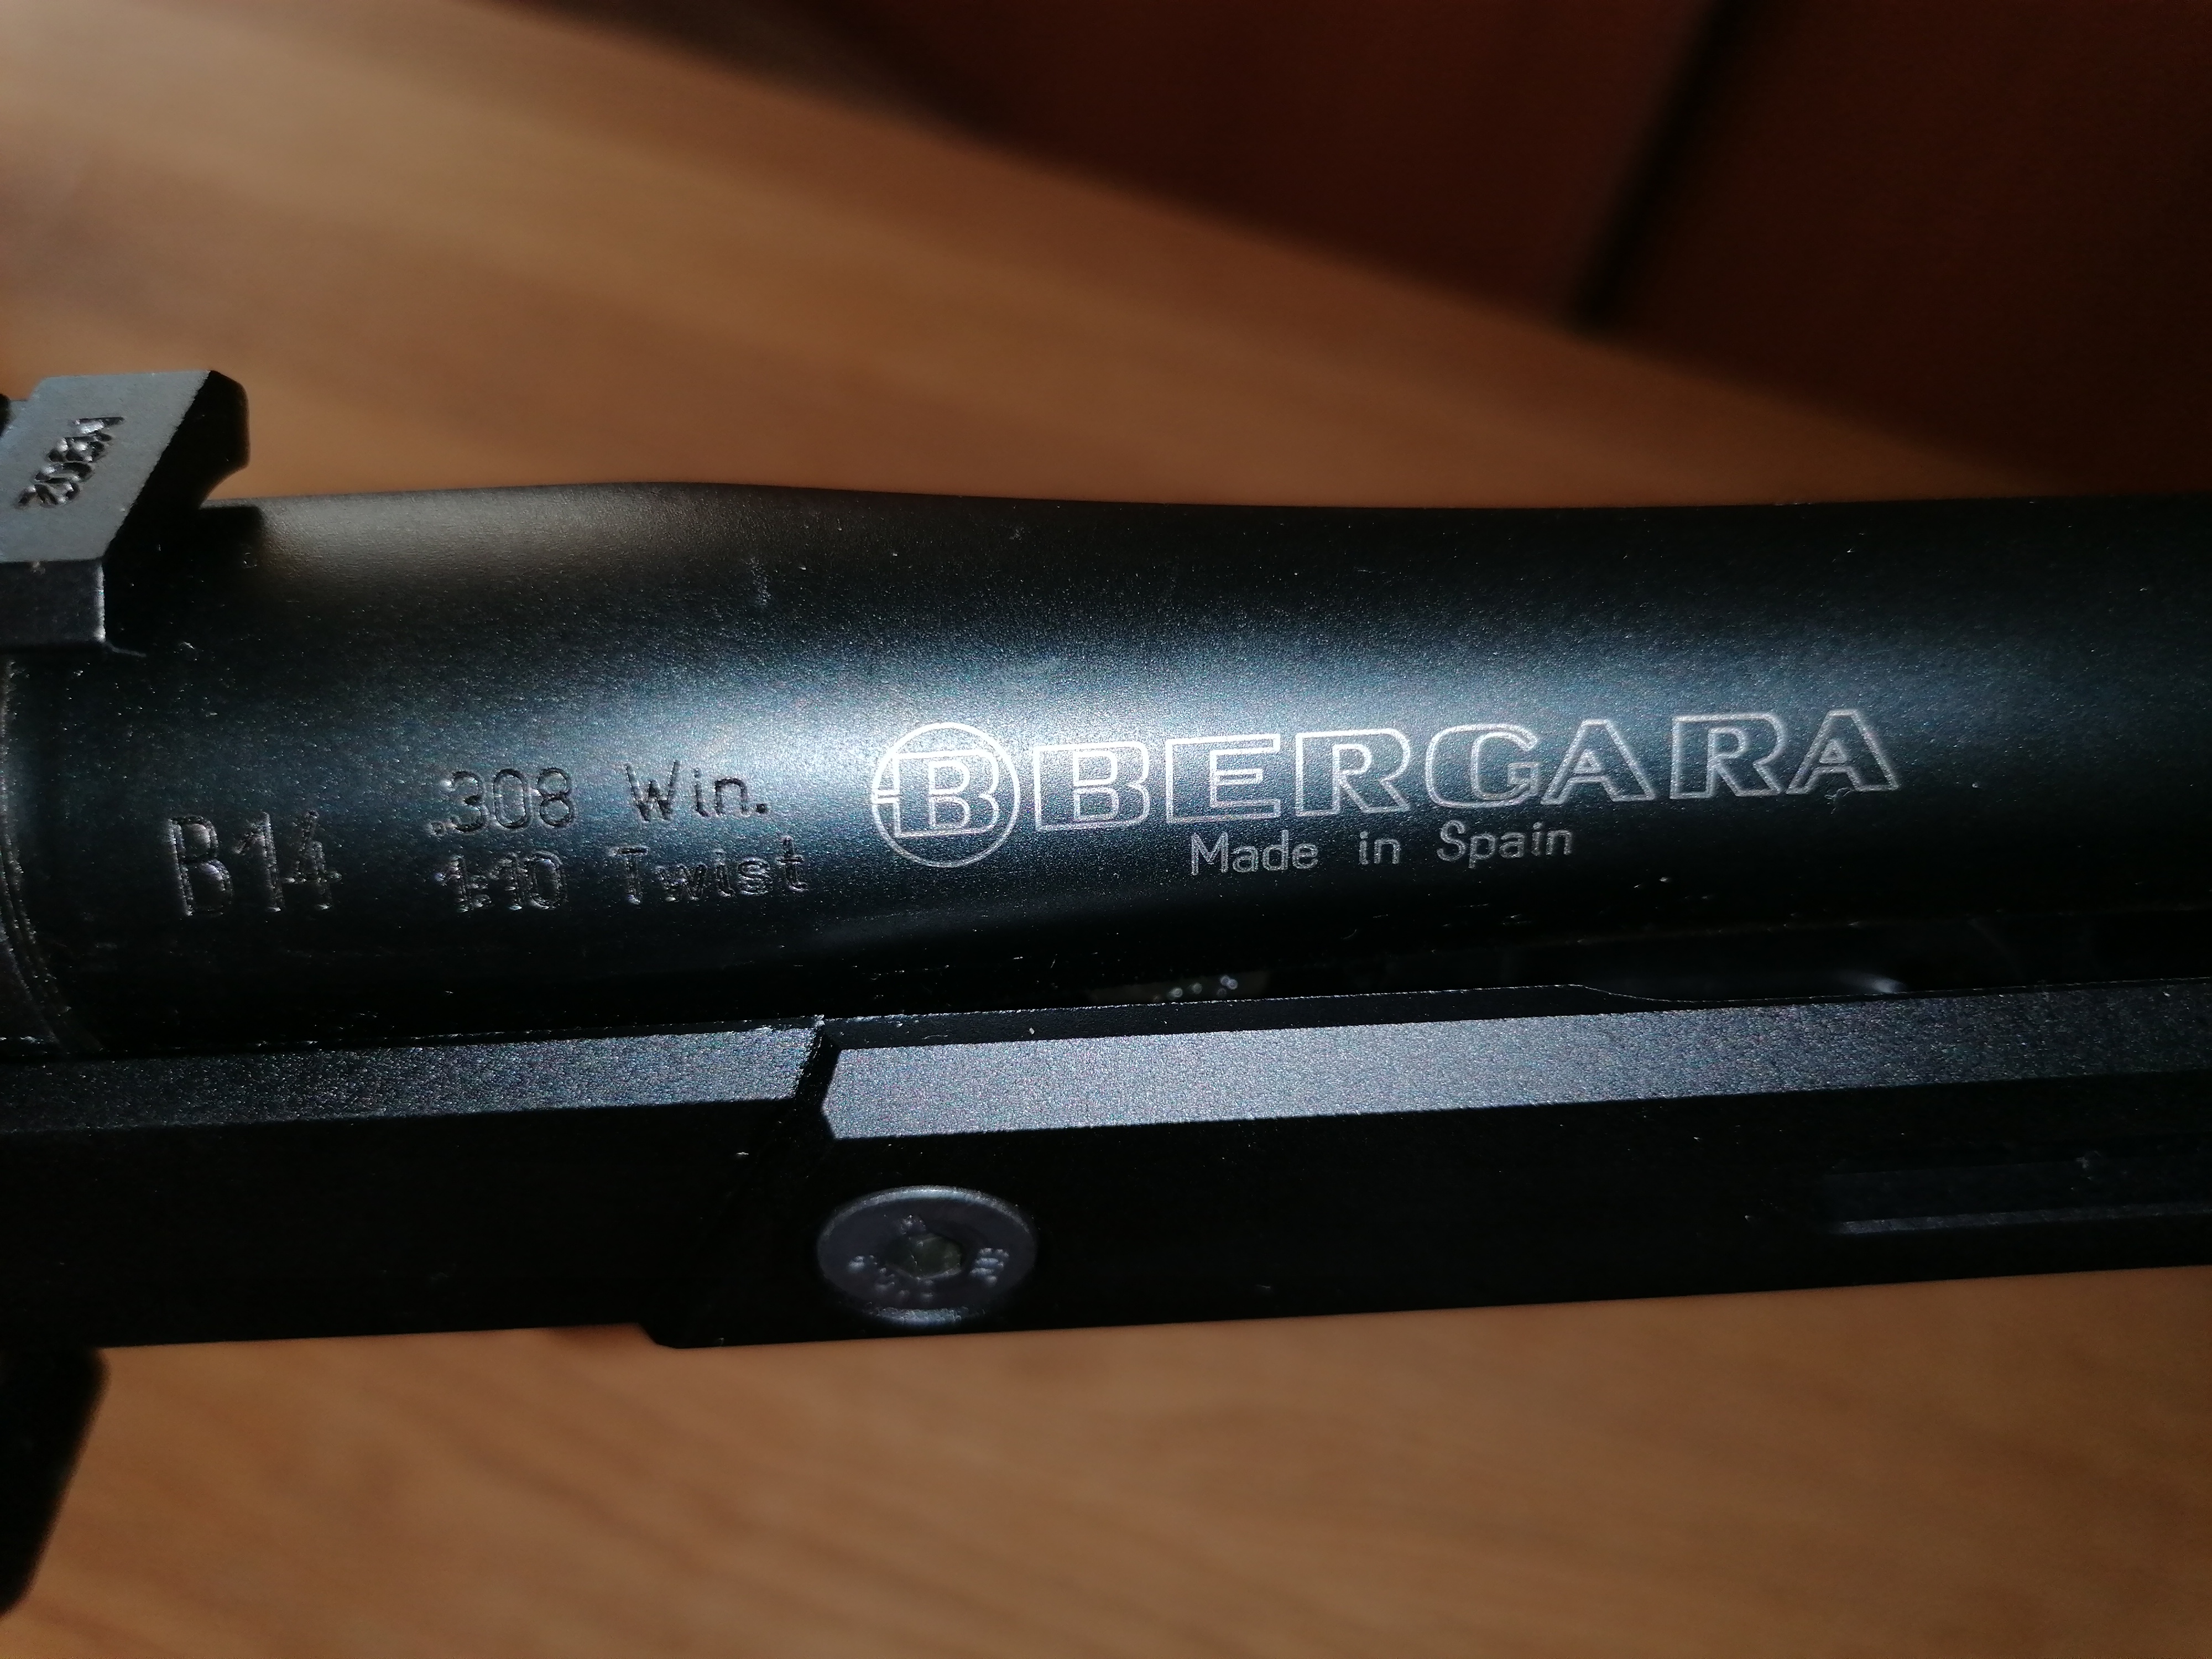 B14
.308 Win.
1:10 Twist
B BERGARA
Made in Spain